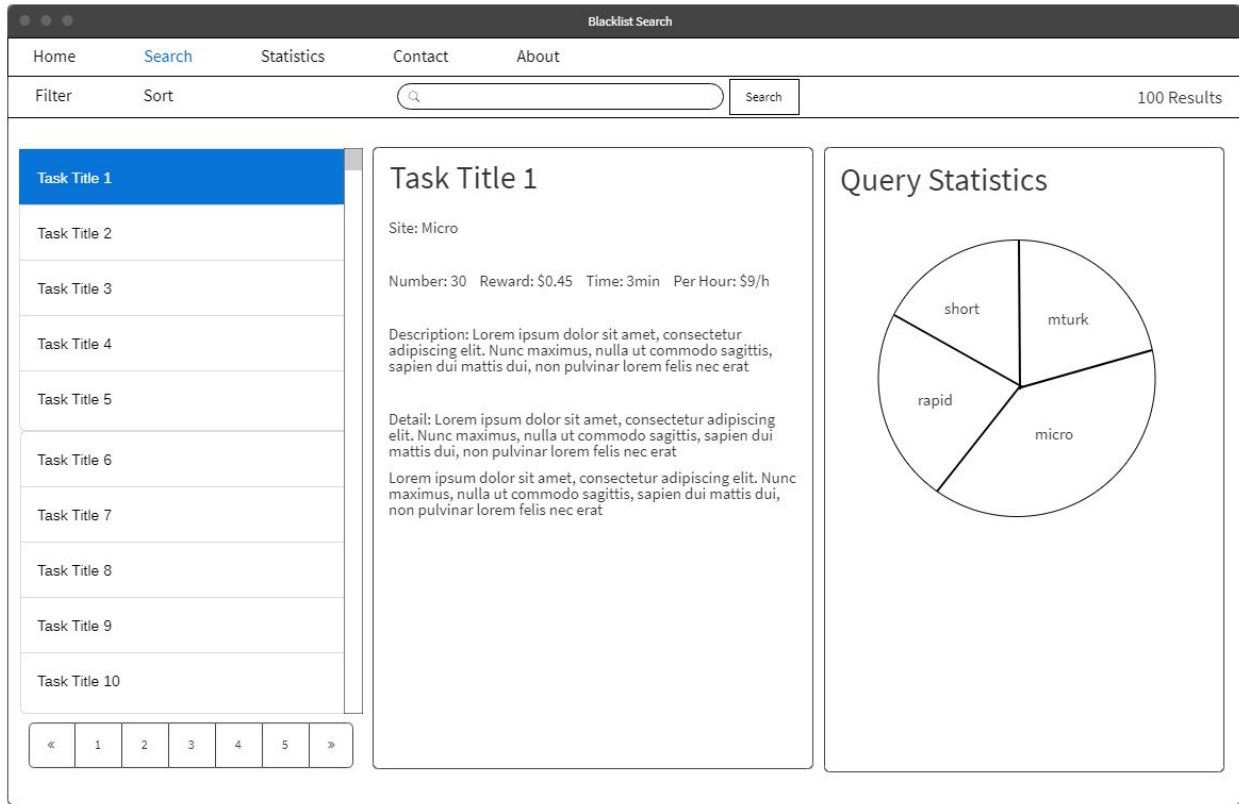 Blacklist Search
Home Search Statistics Contact About
Filter Sort Search 100 Results
Task Title 1
Task Title 2
Task Title 3
Task Title 4
Task Title 5
Task Title 6
Task Title 7
Task Title 8
Task Title 9
Task Title 10
« 1 2 3 4 5 »
Task Title 1
Site: Micro
Number: 30 Reward: $0.45 Time: 3min Per Hour: $9/h
Description: Lorem ipsum dolor sit amet, consectetur
adipiscing elit. Nunc maximus, nulla ut commodo sagittis,
sapien dui mattis dui, non pulvinar lorem felis nec erat
Detail: Lorem ipsum dolor sit amet, consectetur adipiscing
elit. Nunc maximus, nulla ut commodo sagittis, sapien dui
mattis dui, non pulvinar lorem felis nec erat
Lorem ipsum dolor sit amet, consectetur adipiscing elit. Nunc
maximus, nulla ut commodo sagittis, sapien dui mattis dui,
non pulvinar lorem felis nec erat
Query Statistics
short
mturk
rapid
micro